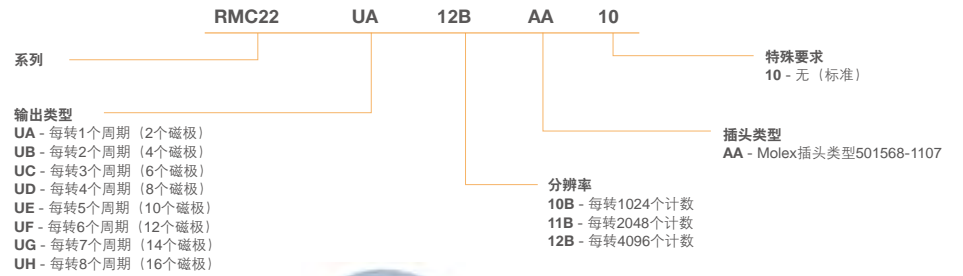 RMC22 UA 12B AA 10
系列
特殊要求
10 - 无（标准）
输出类型
UA - 每转1个周期（2个磁极）
UB - 每转2个周期（4个磁极）
UC - 每转3个周期（6个磁极）
UD - 每转4个周期（8个磁极）
UE - 每转5个周期（10个磁极）
UF - 每转6个周期（12个磁极）
UG - 每转7个周期（14个磁极）
UH - 每转8个周期（16个磁极）
插头类型
AA - Molex插头类型501568-1107
分辨率
10B - 每转1024个计数
11B - 每转2048个计数
12B - 每转4096个计数